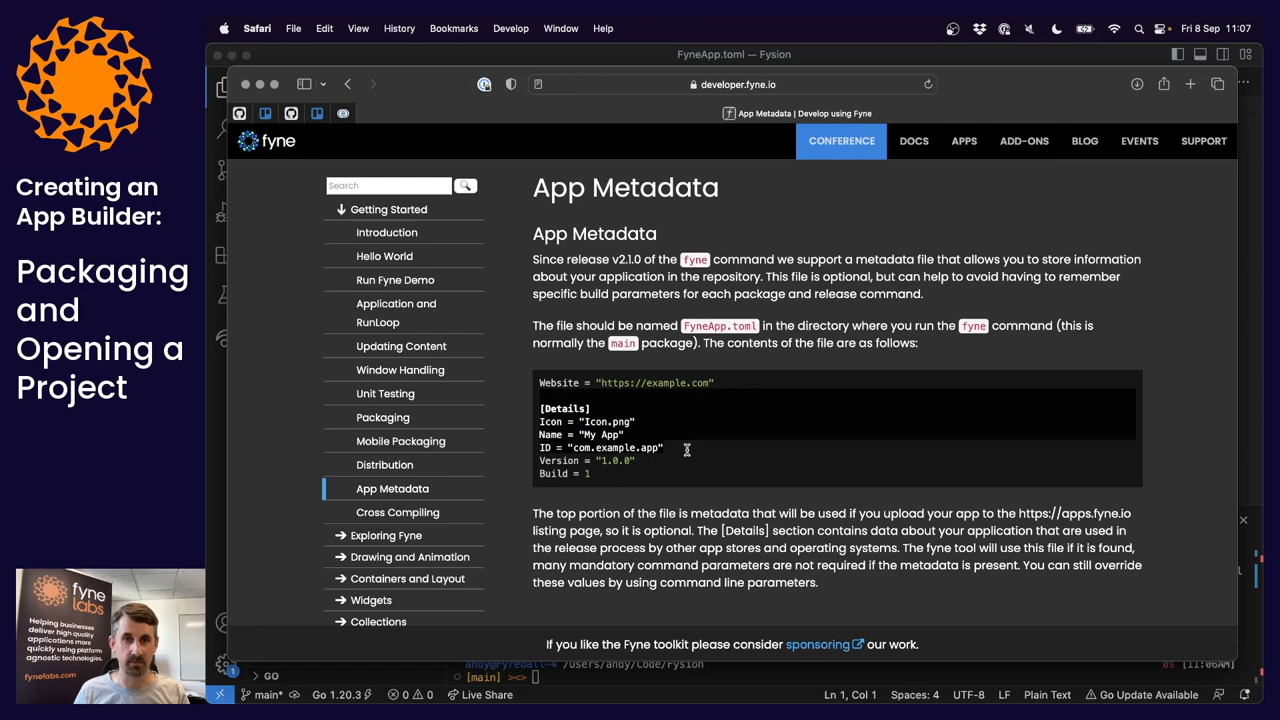 Safari File Edit View History Bookmarks Develop Window Help
Fri 8 Sep 11:07
FyneApp.toml — Fysion
developer.fyne.io
App Metadata | Develop using Fyne
fyne
CONFERENCE DOCS APPS ADD-ONS BLOG EVENTS SUPPORT
Creating an
App Builder:
Packaging
and
Opening a
Project
Search
Getting Started
Introduction
Hello World
Run Fyne Demo
Application and
RunLoop
Updating Content
Window Handling
Unit Testing
Packaging
Mobile Packaging
Distribution
App Metadata
Cross Compiling
Exploring Fyne
Drawing and Animation
Containers and Layout
Widgets
Collections
App Metadata
App Metadata
Since release v2.1.0 of the fyne command we support a metadata file that allows you to store information
about your application in the repository. This file is optional, but can help to avoid having to remember
specific build parameters for each package and release command.
The file should be named FyneApp.toml in the directory where you run the fyne command (this is
normally the main package). The contents of the file are as follows:
Website = "https://example.com"
[Details]
Icon = "Icon.png"
Name = "My App"
ID = "com.example.app"
Version = "1.0.0"
Build = 1
The top portion of the file is metadata that will be used if you upload your app to the https://apps.fyne.io
listing page, so it is optional. The [Details] section contains data about your application that are used in
the release process by other app stores and operating systems. The fyne tool will use this file if it is found,
many mandatory command parameters are not required if the metadata is present. You can still override
these values by using command line parameters.
If you like the Fyne toolkit please consider sponsoring our work.
fyne
labs
Helping businesses
deliver high quality
applications more
quickly using platform
agnostic technologies.
fynelabs.com
andy@Fyreball-4 /Users/andy/Code/Fysion
0s [11:06AM]
GO
[main] ><>
1
main* Go 1.20.3 0 0 Live Share
Ln 1, Col 1 Spaces: 4 UTF-8 LF Plain Text Go Update Available